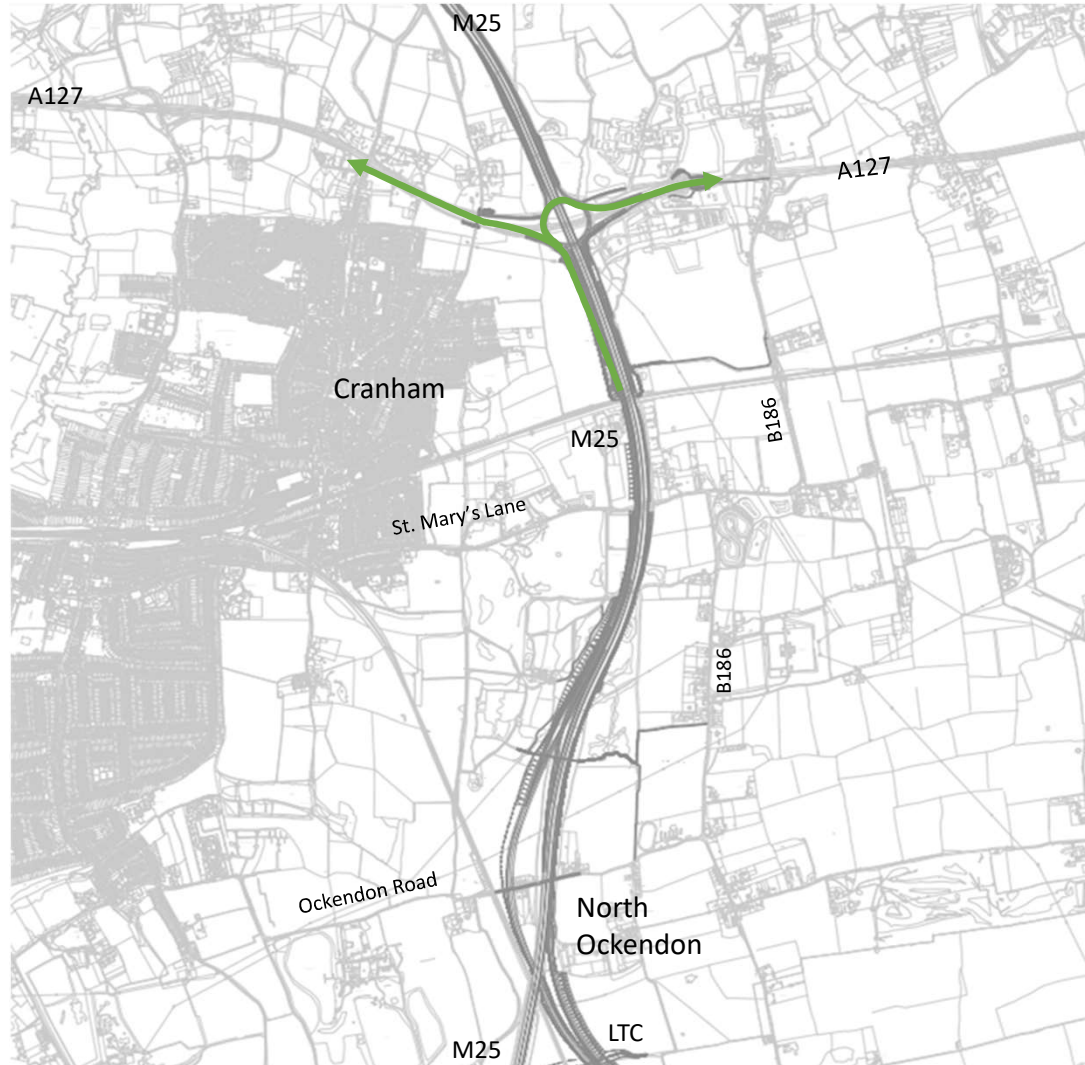 M25
A127
A127
Cranham
B186
M25
St. Mary's Lane
B186
Ockendon Road
North
Ockendon
LTC
M25